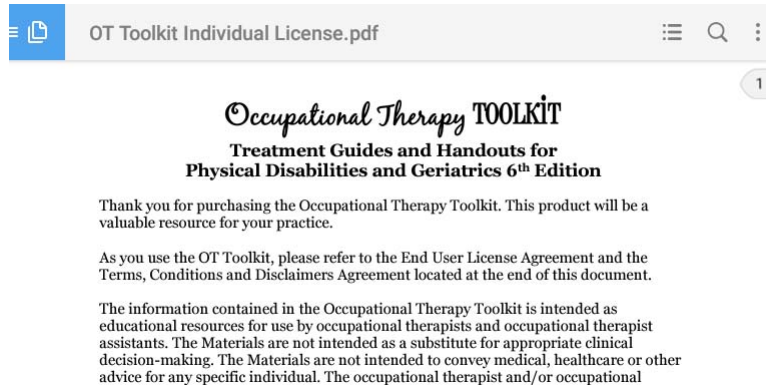 OT Toolkit Individual License.pdf
1
Occupational Therapy TOOLKiT
Treatment Guides and Handouts for
Physical Disabilities and Geriatrics 6th Edition
Thank you for purchasing the Occupational Therapy Toolkit. This product will be a
valuable resource for your practice.
As you use the OT Toolkit, please refer to the End User License Agreement and the
Terms, Conditions and Disclaimers Agreement located at the end of this document.
The information contained in the Occupational Therapy Toolkit is intended as
educational resources for use by occupational therapists and occupational therapist
assistants. The Materials are not intended as a substitute for appropriate clinical
decision-making. The Materials are not intended to convey medical, healthcare or other
advice for any specific individual. The occupational therapist and/or occupational